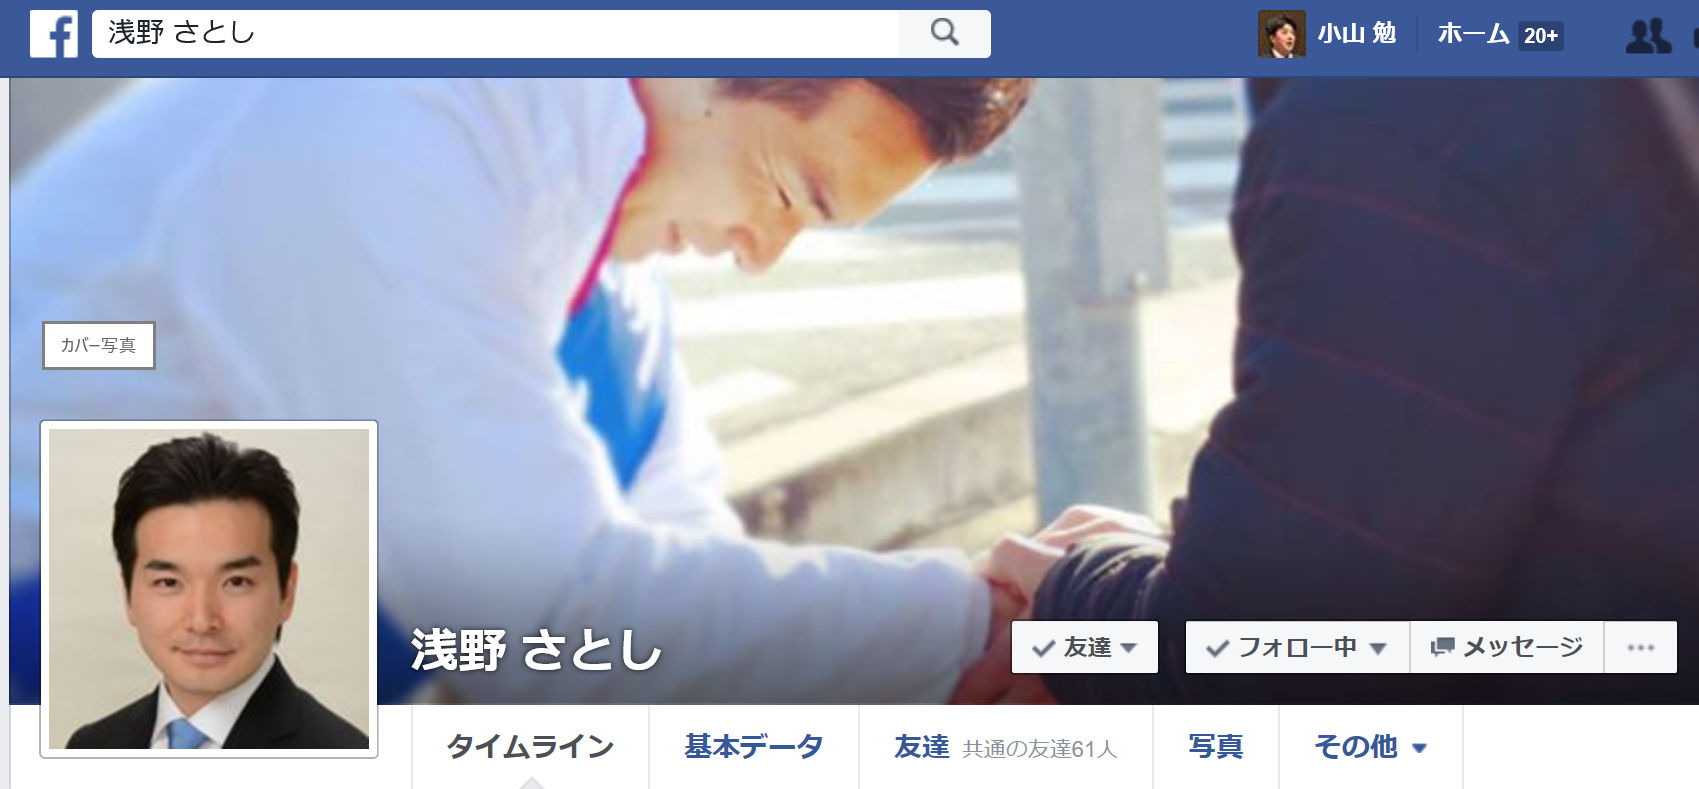 浅野 さとし
小山 勉
ホーム 20+
カバー写真
浅野 さとし
友達
フォロー中
メッセージ
タイムライン
基本データ
友達 共通の友達61人
写真
その他